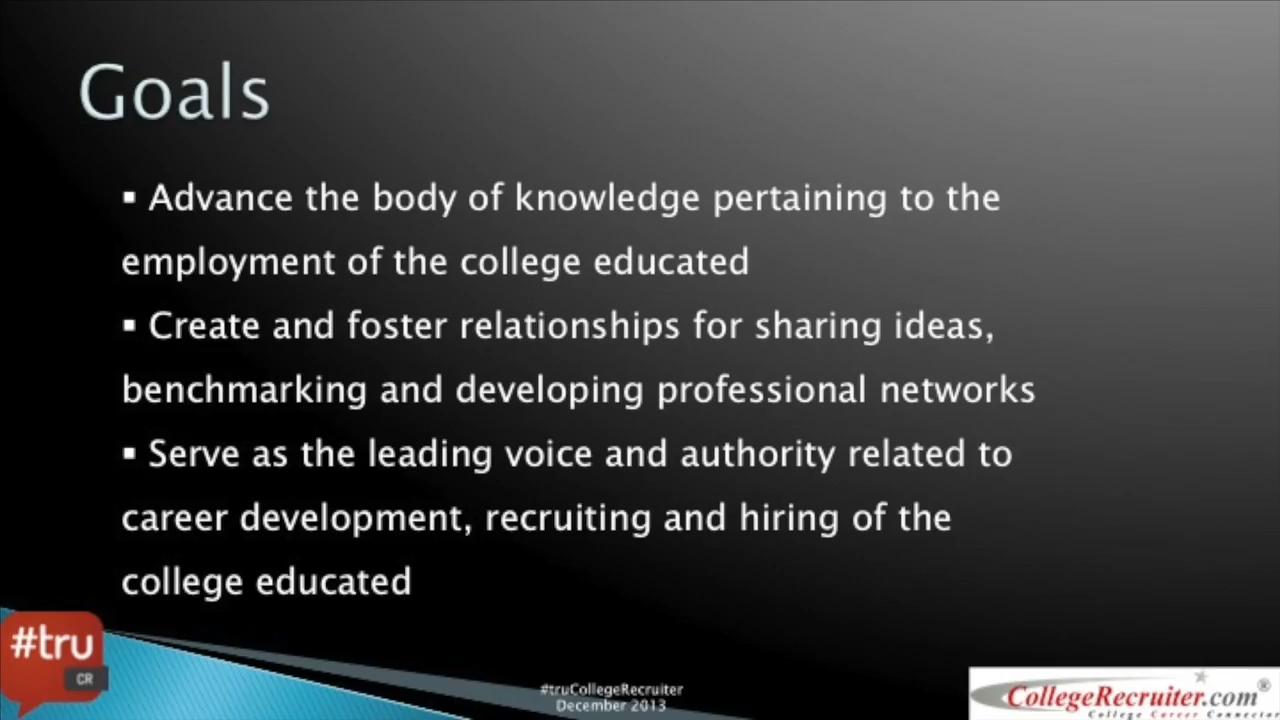 Goals
▪ Advance the body of knowledge pertaining to the
employment of the college educated
▪ Create and foster relationships for sharing ideas,
benchmarking and developing professional networks
▪ Serve as the leading voice and authority related to
career development, recruiting and hiring of the
college educated
#tru
CR
#truCollegeRecruiter
December 2013
CollegeRecruiter.com®
College Career